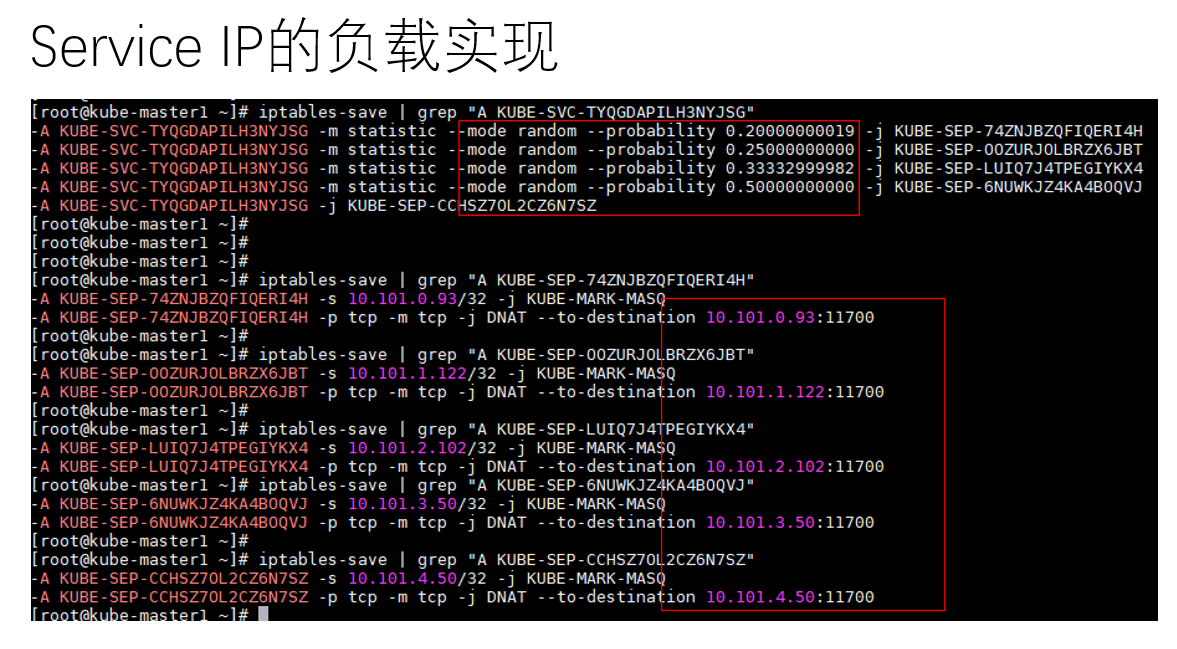 Service IP的负载实现
[root@kube-master1 ~]# iptables-save | grep "A KUBE-SVC-TYQGDAPILH3NYJSG"
-A KUBE-SVC-TYQGDAPILH3NYJSG -m statistic --mode random --probability 0.20000000019 -j KUBE-SEP-74ZNJBZQFIQERI4H
-A KUBE-SVC-TYQGDAPILH3NYJSG -m statistic --mode random --probability 0.25000000000 -j KUBE-SEP-OOZURJOLBRZX6JBT
-A KUBE-SVC-TYQGDAPILH3NYJSG -m statistic --mode random --probability 0.33332999982 -j KUBE-SEP-LUIQ7J4TPEGIYKX4
-A KUBE-SVC-TYQGDAPILH3NYJSG -m statistic --mode random --probability 0.50000000000 -j KUBE-SEP-6NUWKJZ4KA4BOQVJ
-A KUBE-SVC-TYQGDAPILH3NYJSG -j KUBE-SEP-CCHSZ7OL2CZ6N7SZ
[root@kube-master1 ~]#
[root@kube-master1 ~]#
[root@kube-master1 ~]#
[root@kube-master1 ~]# iptables-save | grep "A KUBE-SEP-74ZNJBZQFIQERI4H"
-A KUBE-SEP-74ZNJBZQFIQERI4H -s 10.101.0.93/32 -j KUBE-MARK-MASQ
-A KUBE-SEP-74ZNJBZQFIQERI4H -p tcp -m tcp -j DNAT --to-destination 10.101.0.93:11700
[root@kube-master1 ~]#
[root@kube-master1 ~]# iptables-save | grep "A KUBE-SEP-OOZURJOLBRZX6JBT"
-A KUBE-SEP-OOZURJOLBRZX6JBT -s 10.101.1.122/32 -j KUBE-MARK-MASQ
-A KUBE-SEP-OOZURJOLBRZX6JBT -p tcp -m tcp -j DNAT --to-destination 10.101.1.122:11700
[root@kube-master1 ~]#
[root@kube-master1 ~]# iptables-save | grep "A KUBE-SEP-LUIQ7J4TPEGIYKX4"
-A KUBE-SEP-LUIQ7J4TPEGIYKX4 -s 10.101.2.102/32 -j KUBE-MARK-MASQ
-A KUBE-SEP-LUIQ7J4TPEGIYKX4 -p tcp -m tcp -j DNAT --to-destination 10.101.2.102:11700
[root@kube-master1 ~]# iptables-save | grep "A KUBE-SEP-6NUWKJZ4KA4BOQVJ"
-A KUBE-SEP-6NUWKJZ4KA4BOQVJ -s 10.101.3.50/32 -j KUBE-MARK-MASQ
-A KUBE-SEP-6NUWKJZ4KA4BOQVJ -p tcp -m tcp -j DNAT --to-destination 10.101.3.50:11700
[root@kube-master1 ~]#
[root@kube-master1 ~]# iptables-save | grep "A KUBE-SEP-CCHSZ7OL2CZ6N7SZ"
-A KUBE-SEP-CCHSZ7OL2CZ6N7SZ -s 10.101.4.50/32 -j KUBE-MARK-MASQ
-A KUBE-SEP-CCHSZ7OL2CZ6N7SZ -p tcp -m tcp -j DNAT --to-destination 10.101.4.50:11700
[root@kube-master1 ~]#